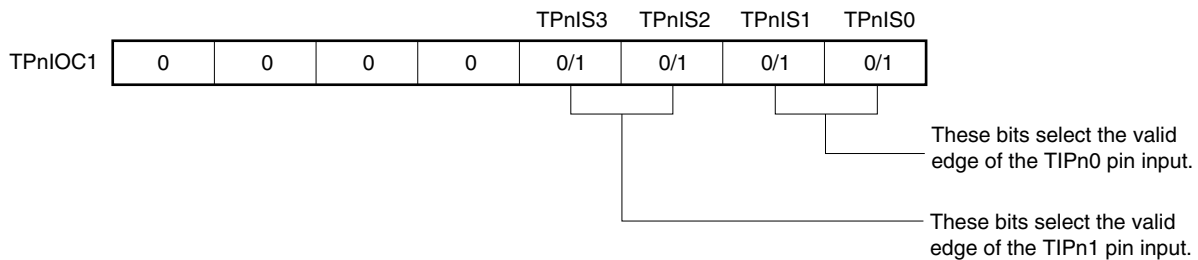 TPnIS3 TPnIS2 TPnIS1 TPnIS0
TPnIOC1 0 0 0 0 0/1 0/1 0/1 0/1
These bits select the valid
edge of the TIPn0 pin input.
These bits select the valid
edge of the TIPn1 pin input.